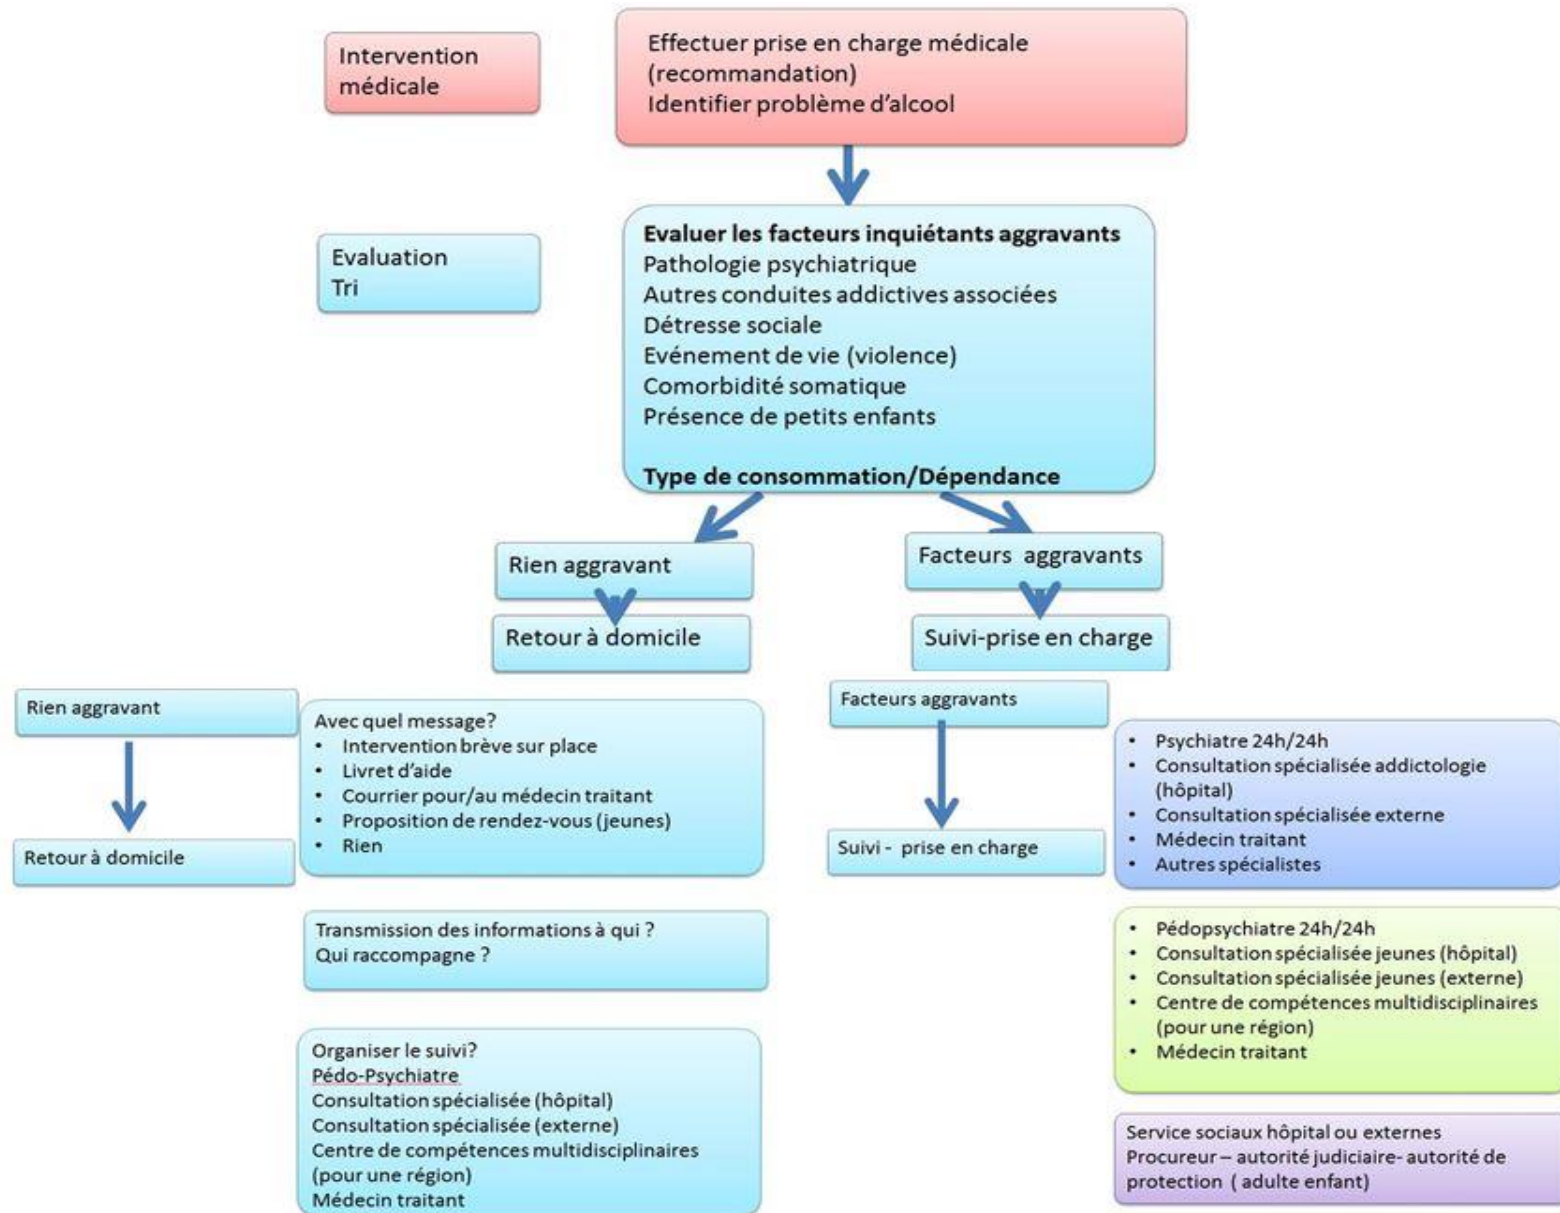 Intervention
médicale
Effectuer prise en charge médicale
(recommandation)
Identifier problème d’alcool
Evaluation
Tri
Evaluer les facteurs inquiétants aggravants
Pathologie psychiatrique
Autres conduites addictives associées
Détresse sociale
Evénement de vie (violence)
Comorbidité somatique
Présence de petits enfants
Type de consommation/Dépendance
Rien aggravant
Retour à domicile
Facteurs aggravants
Suivi-prise en charge
Rien aggravant
Retour à domicile
Avec quel message?
• Intervention brève sur place
• Livret d’aide
• Courrier pour/au médecin traitant
• Proposition de rendez-vous (jeunes)
• Rien
Transmission des informations à qui ?
Qui raccompagne ?
Organiser le suivi?
Pédo-Psychiatre
Consultation spécialisée (hôpital)
Consultation spécialisée (externe)
Centre de compétences multidisciplinaires
(pour une région)
Médecin traitant
Facteurs aggravants
Suivi - prise en charge
• Psychiatre 24h/24h
• Consultation spécialisée addictologie
(hôpital)
• Consultation spécialisée externe
• Médecin traitant
• Autres spécialistes
• Pédopsychiatre 24h/24h
• Consultation spécialisée jeunes (hôpital)
• Consultation spécialisée jeunes (externe)
• Centre de compétences multidisciplinaires
(pour une région)
• Médecin traitant
Service sociaux hôpital ou externes
Procureur – autorité judiciaire- autorité de
protection ( adulte enfant)